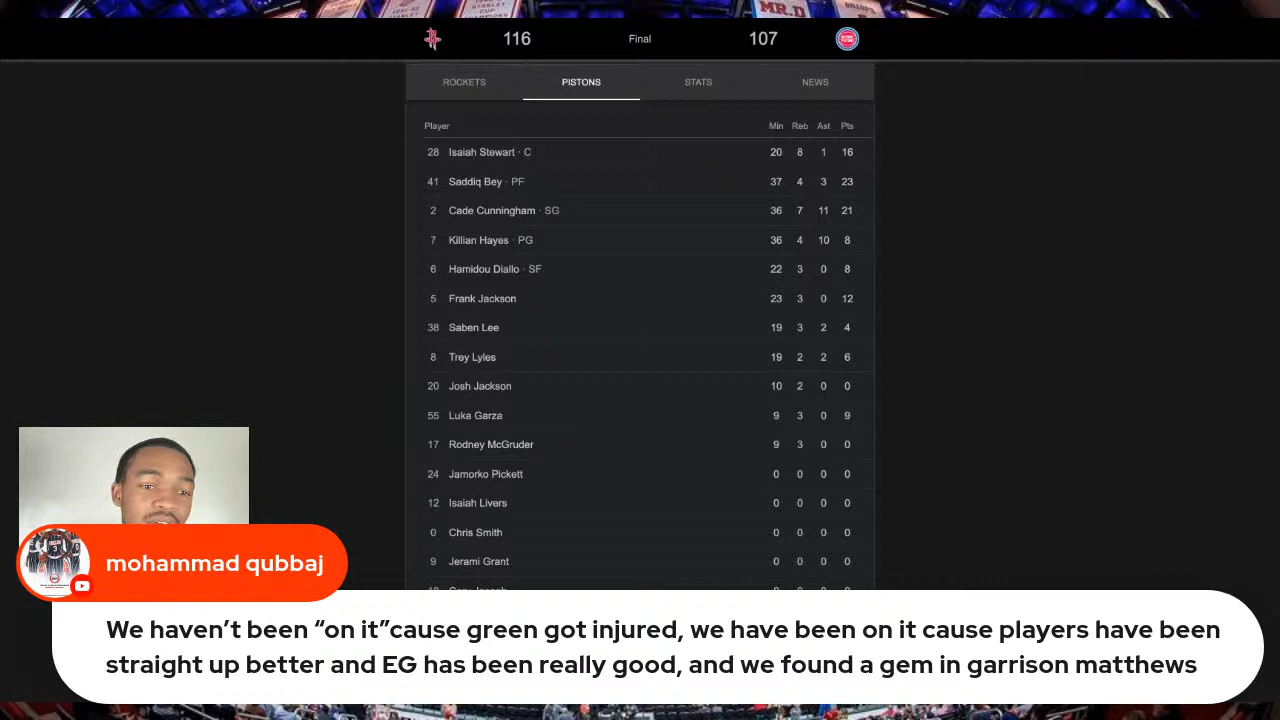 MR.D
116 Final 107
ROCKETS PISTONS STATS NEWS
Player Min Reb Ast Pts
28 Isaiah Stewart · C 20 8 1 16
41 Saddiq Bey · PF 37 4 3 23
2 Cade Cunningham · SG 36 7 11 21
7 Killian Hayes · PG 36 4 10 8
6 Hamidou Diallo · SF 22 3 0 8
5 Frank Jackson 23 3 0 12
38 Saben Lee 19 3 2 4
8 Trey Lyles 19 2 2 6
20 Josh Jackson 10 2 0 0
55 Luka Garza 9 3 0 9
17 Rodney McGruder 9 3 0 0
24 Jamorko Pickett 0 0 0 0
12 Isaiah Livers 0 0 0 0
0 Chris Smith 0 0 0 0
9 Jerami Grant 0 0 0 0
mohammad qubbaj
We haven’t been “on it”cause green got injured, we have been on it cause players have been
straight up better and EG has been really good, and we found a gem in garrison matthews